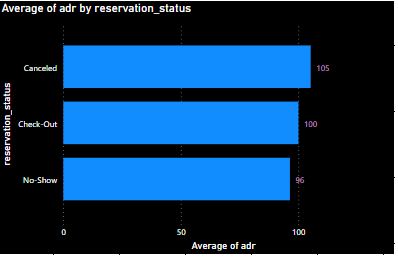 Average of adr by reservation_status
reservation_status
Canceled
105
Check-Out
100
No-Show
96
0
50
100
Average of adr